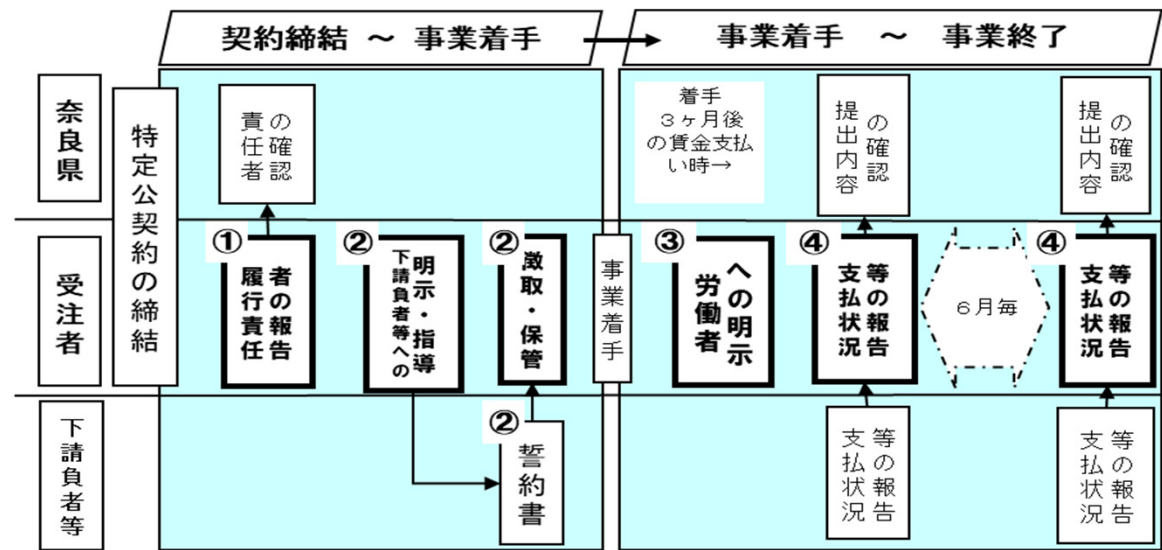 契約締結 ～ 事業着手
事業着手 ～ 事業終了
奈良県
特定公契約の締結
責任者
の確認
着手
３ヶ月後
の賃金支払
い時→
提出内容
の確認
提出内容
の確認
受注者
①
履行責任
者の報告
②
下請負者等への
明示・指導
②
徴取・保管
事業着手
③
労働者
への明示
④
支払状況
等の報告
６月毎
④
支払状況
等の報告
下請負者等
②
誓約書
支払状況
等の報告
支払状況
等の報告